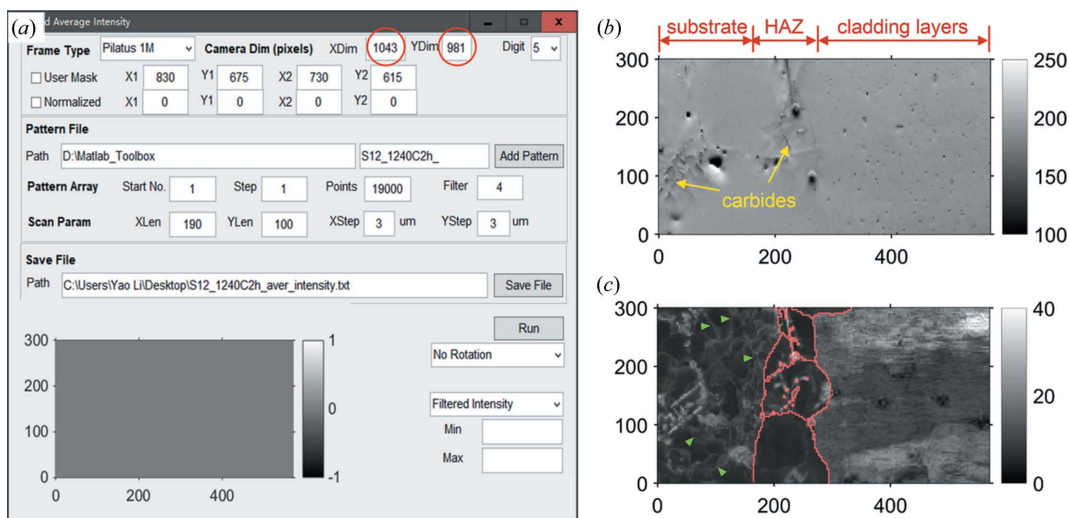 (a) d Average Intensity
Frame Type Pilatus 1M Camera Dim (pixels) XDim 1043 YDim 981 Digit 5
User Mask X1 830 Y1 675 X2 730 Y2 615
Normalized X1 0 Y1 0 X2 0 Y2 0
Pattern File
Path D:\Matlab_Toolbox S12_1240C2h_ Add Pattern
Pattern Array Start No. 1 Step 1 Points 19000 Filter 4
Scan Param XLen 190 YLen 100 XStep 3 um YStep 3 um
Save File
Path C:\Users\Yao Li\Desktop\S12_1240C2h_aver_intensity.txt Save File
Run
No Rotation
Filtered Intensity
Min
Max
300
200
100
0
0 200 400
1
0
-1
(b) substrate HAZ cladding layers
300
200
100
0
carbides
0 200 400
250
200
150
100
(c)
300
200
100
0
0 200 400
40
20
0